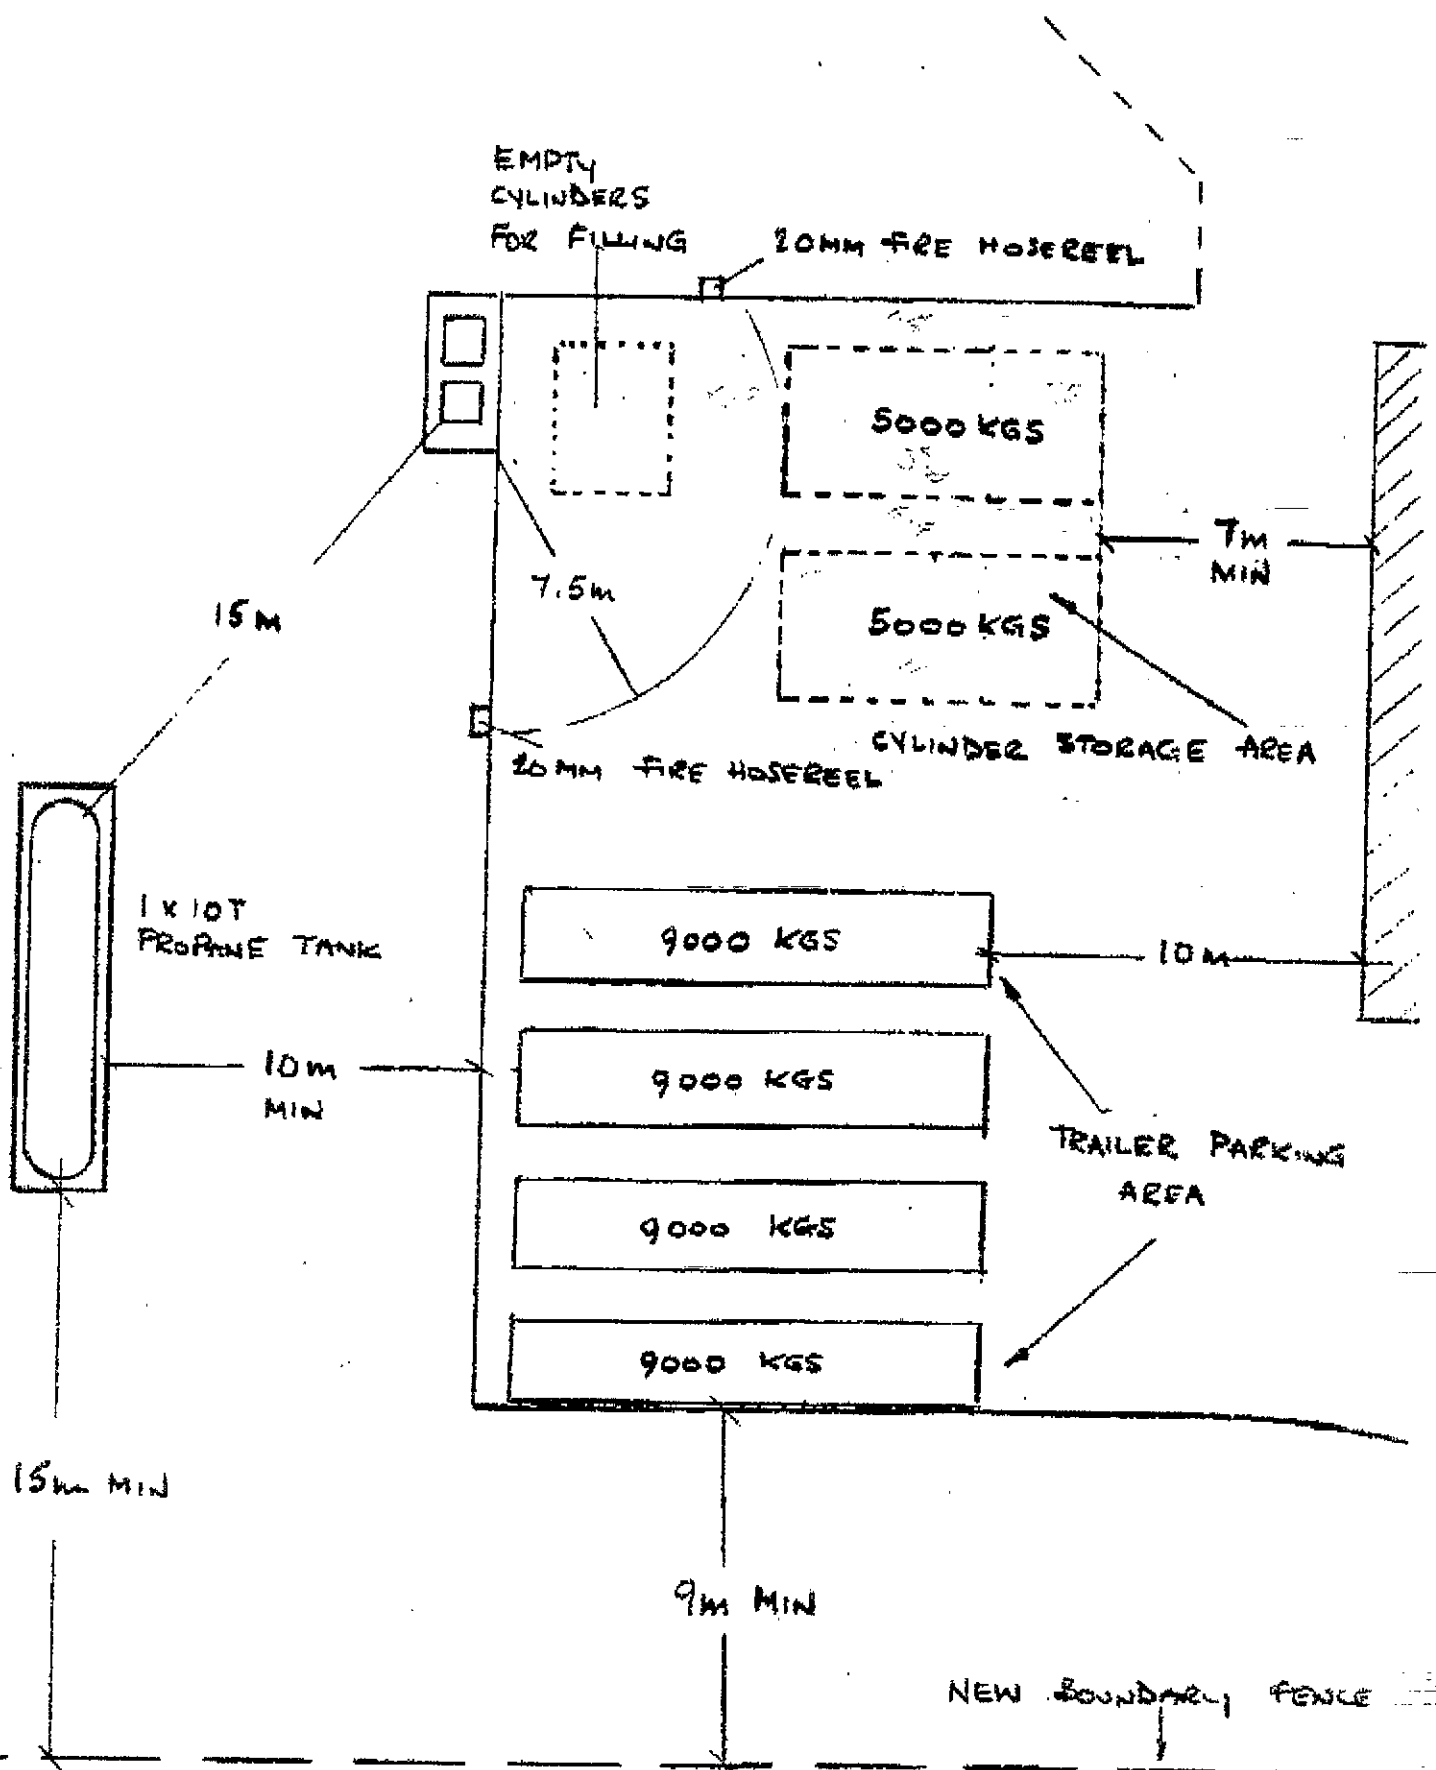 EMPTY
CYLINDERS
FOR FILLING
20MM FIRE HOSEREEL
5000 KGS
7m
MIN
7.5m
15M
5000 KGS
CYLINDER STORAGE AREA
20MM FIRE HOSEREEL
1 x 10T
PROPANE TANK
9000 KGS
10M
10m
MIN
9000 KGS
TRAILER PARKING
AREA
9000 KGS
9000 KGS
15m MIN
9m MIN
NEW BOUNDARY FENCE